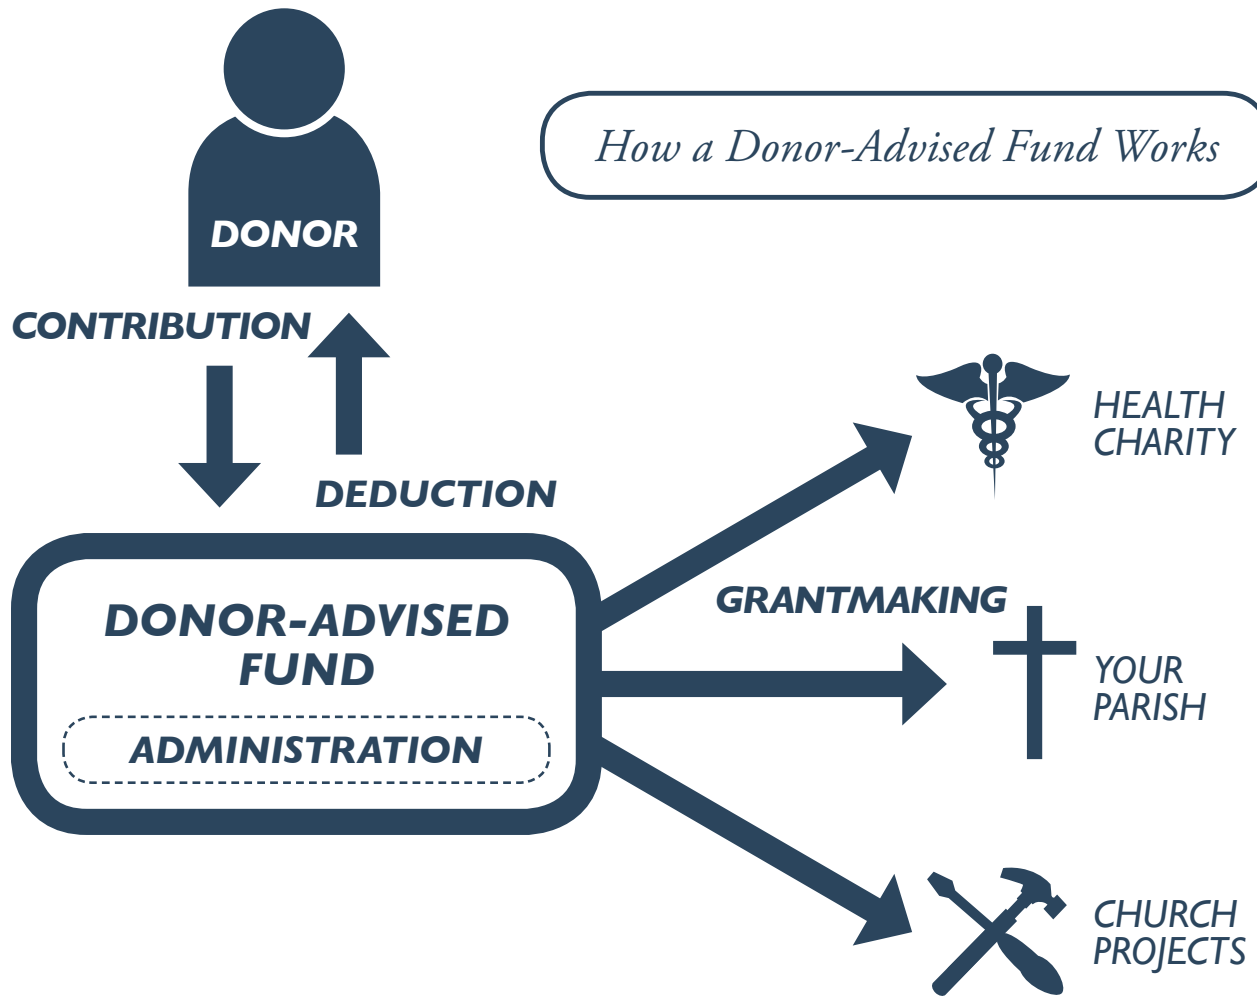 How a Donor-Advised Fund Works
DONOR
CONTRIBUTION
DEDUCTION
DONOR-ADVISED
FUND
ADMINISTRATION
GRANTMAKING
HEALTH
CHARITY
YOUR
PARISH
CHURCH
PROJECTS